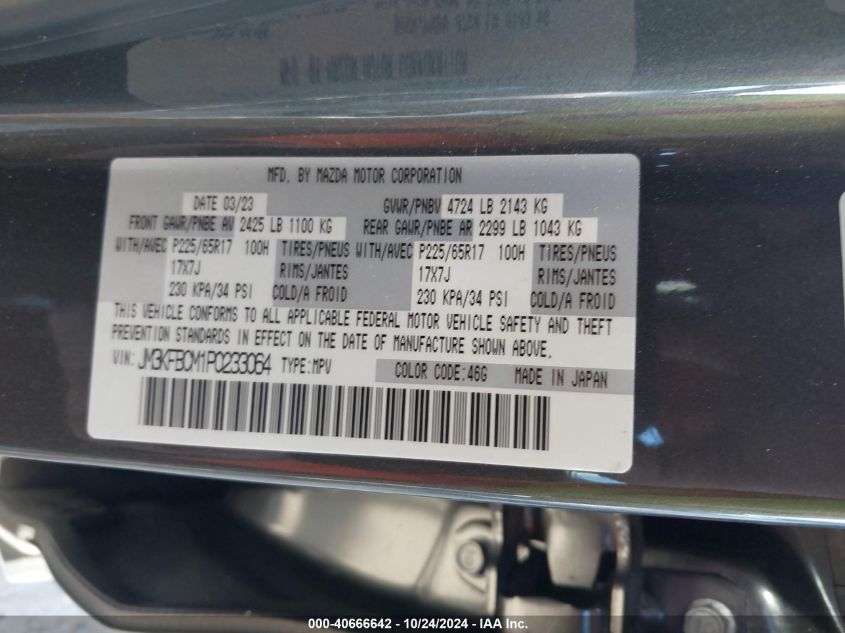 MFD. BY MAZDA MOTOR CORPORATION
DATE 03/23 GVWR/PNBV 4724 LB 2143 KG
FRONT GAWR/PNBE AV 2425 LB 1100 KG REAR GAWR/PNBE AR 2299 LB 1043 KG
WITH/AVEC P225/65R17 100H TIRES/PNEUS WITH/AVEC P225/65R17 100H TIRES/PNEUS
17X7J RIMS/JANTES 17X7J RIMS/JANTES
230 KPA/34 PSI COLD/A FROID 230 KPA/34 PSI COLD/A FROID
THIS VEHICLE CONFORMS TO ALL APPLICABLE FEDERAL MOTOR VEHICLE SAFETY AND THEFT
PREVENTION STANDARDS IN EFFECT ON THE DATE OF MANUFACTURE SHOWN ABOVE.
VIN: JM3KFBCM1P0233064 TYPE:MPV COLOR CODE:46G MADE IN JAPAN
000-40666642 / 10/24/2024 - IAA Inc.